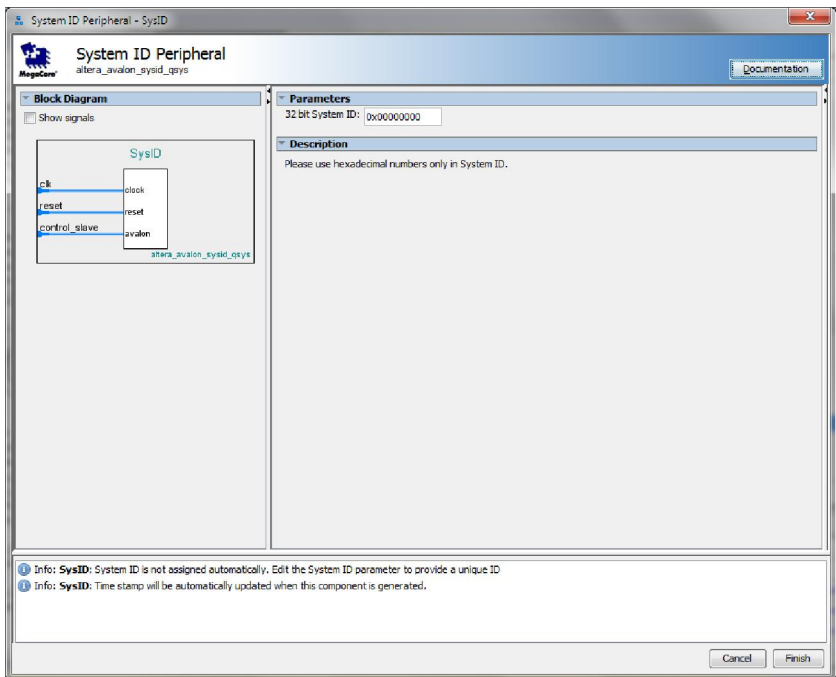 System ID Peripheral - SysID
System ID Peripheral
altera_avalon_sysid_qsys
MegaCore'
Documentation
Block Diagram
Show signals
SysID
clk
clock
reset
reset
control_slave
avalon
altera_avalon_sysid_qsys
Parameters
32 bit System ID: 0x00000000
Description
Please use hexadecimal numbers only in System ID.
Info: SysID: System ID is not assigned automatically. Edit the System ID parameter to provide a unique ID
Info: SysID: Time stamp will be automatically updated when this component is generated.
Cancel Finish